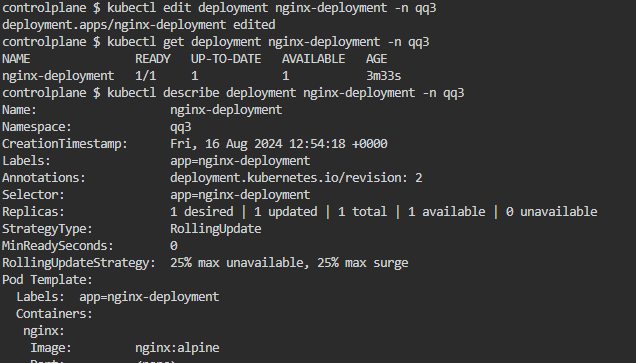 controlplane $ kubectl edit deployment nginx-deployment -n qq3
deployment.apps/nginx-deployment edited
controlplane $ kubectl get deployment nginx-deployment -n qq3
NAME               READY   UP-TO-DATE   AVAILABLE   AGE
nginx-deployment   1/1     1            1           3m33s
controlplane $ kubectl describe deployment nginx-deployment -n qq3
Name:                   nginx-deployment
Namespace:              qq3
CreationTimestamp:      Fri, 16 Aug 2024 12:54:18 +0000
Labels:                 app=nginx-deployment
Annotations:            deployment.kubernetes.io/revision: 2
Selector:               app=nginx-deployment
Replicas:               1 desired | 1 updated | 1 total | 1 available | 0 unavailable
StrategyType:           RollingUpdate
MinReadySeconds:        0
RollingUpdateStrategy:  25% max unavailable, 25% max surge
Pod Template:
  Labels:  app=nginx-deployment
  Containers:
   nginx:
    Image:         nginx:alpine